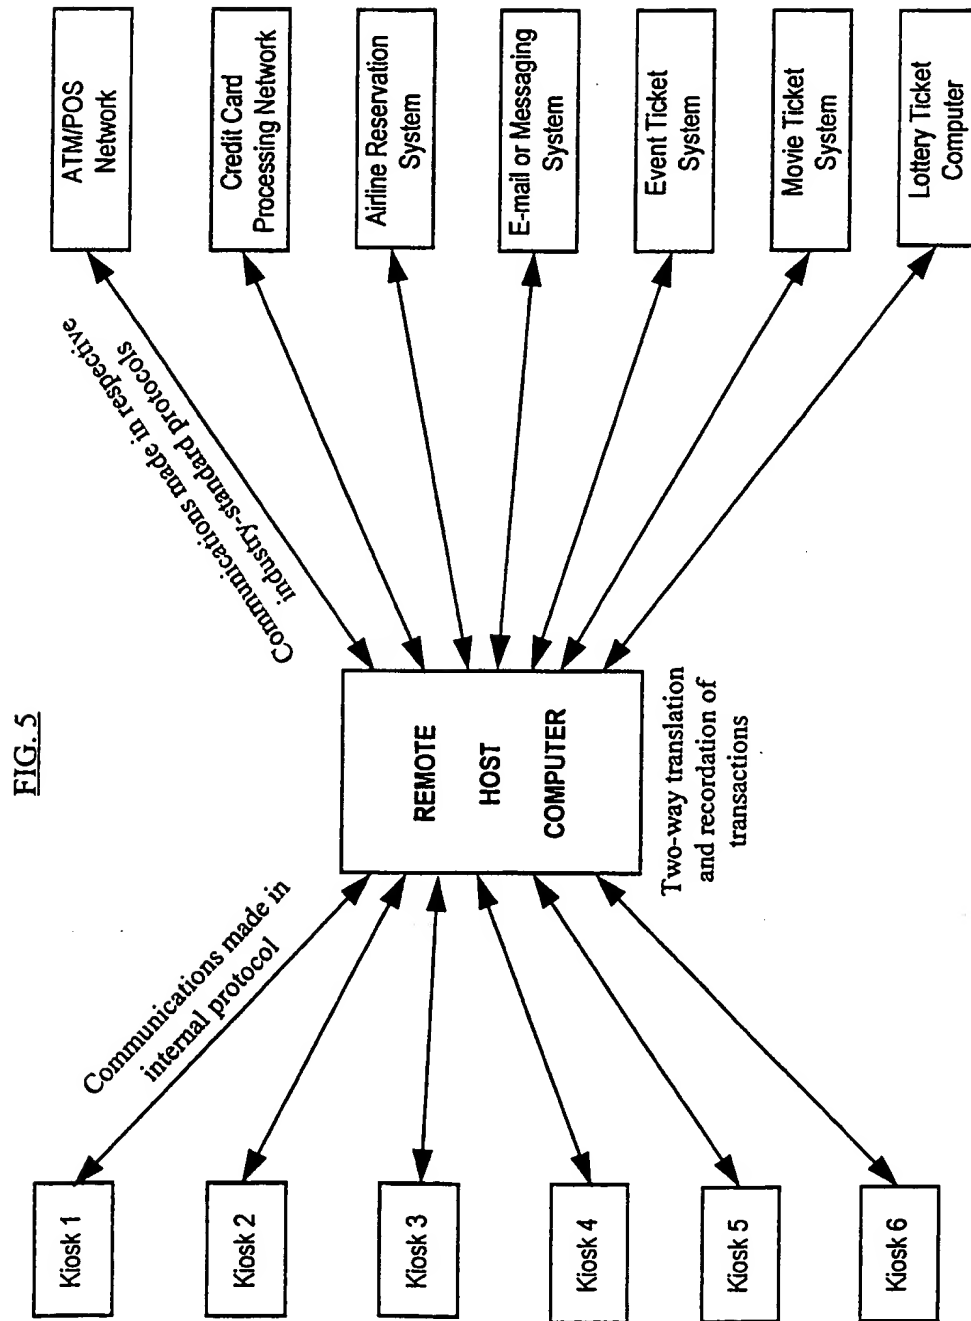 FIG. 5
Kiosk 1
Kiosk 2
Kiosk 3
Kiosk 4
Kiosk 5
Kiosk 6
Communications made in
internal protocol
REMOTE
HOST
COMPUTER
Two-way translation
and recordation of
transactions
Communications made in respective
industry-standard protocols
ATM/POS
Network
Credit Card
Processing Network
Airline Reservation
System
E-mail or Messaging
System
Event Ticket
System
Movie Ticket
System
Lottery Ticket
Computer